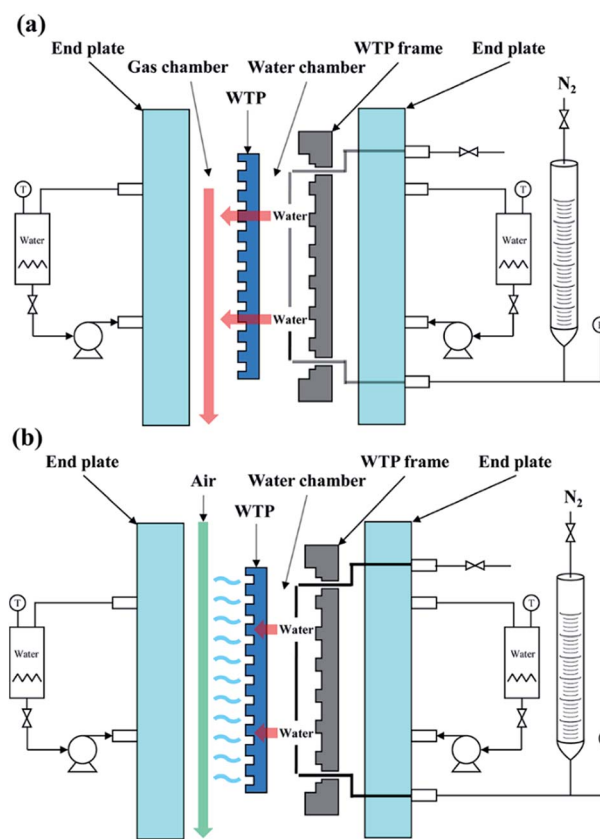 (a)
End plate
Gas chamber
WTP
Water chamber
WTP frame
End plate
N2
T
Water
Water
Water
T
Water
(b)
End plate
Air
WTP
Water chamber
WTP frame
End plate
N2
T
Water
Water
Water
T
Water